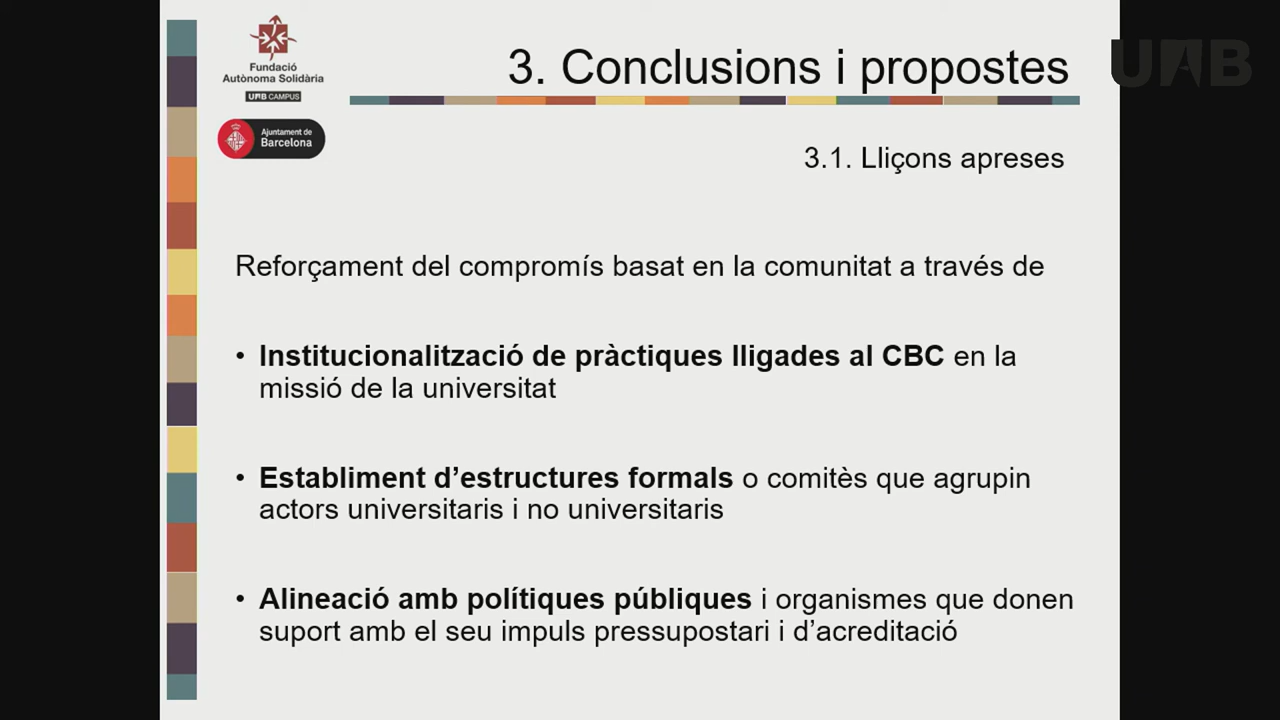 Fundació
Autònoma Solidària
UAB CAMPUS
Ajuntament de
Barcelona
3. Conclusions i propostes
UAB
3.1. Lliçons apreses
Reforçament del compromís basat en la comunitat a través de
• Institucionalització de pràctiques lligades al CBC en la
missió de la universitat
• Establiment d’estructures formals o comitès que agrupin
actors universitaris i no universitaris
• Alineació amb polítiques públiques i organismes que donen
suport amb el seu impuls pressupostari i d’acreditació